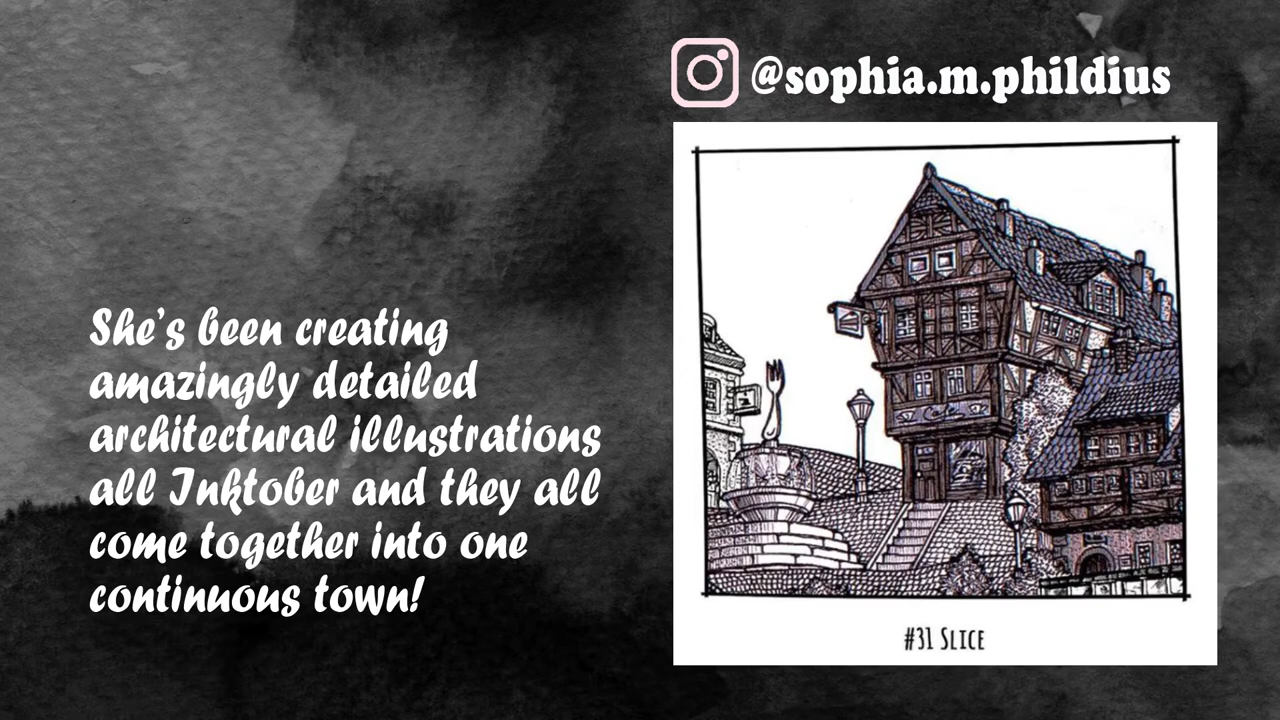 @sophia.m.phildius
She's been creating
amazingly detailed
architectural illustrations
all Inktober and they all
come together into one
continuous town!
#31 Slice